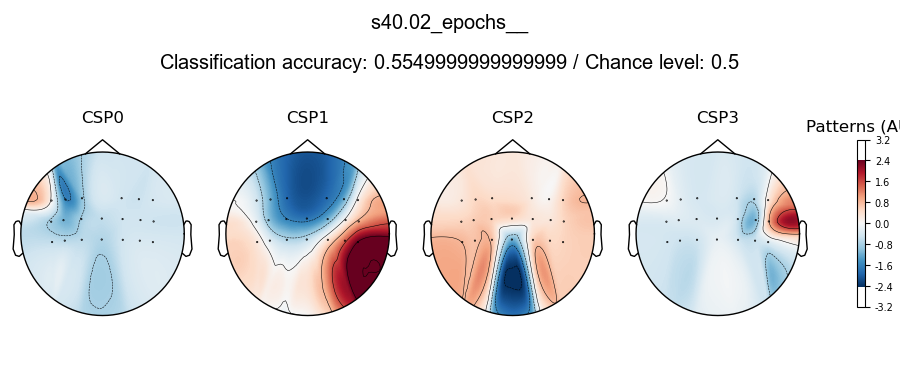 s40.02_epochs__
Classification accuracy: 0.5549999999999999 / Chance level: 0.5
CSP0 CSP1 CSP2 CSP3
Patterns (AU
3.2
2.4
1.6
0.8
0.0
-0.8
-1.6
-2.4
-3.2